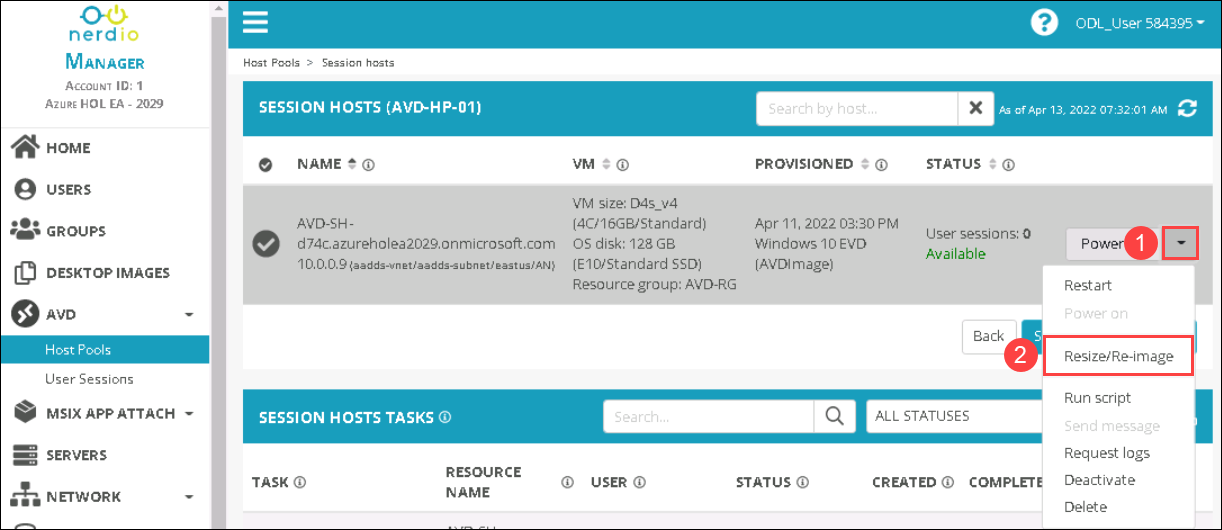 nerdio
MANAGER
ACCOUNT ID: 1
AZURE HOL EA - 2029
HOME
USERS
GROUPS
DESKTOP IMAGES
AVD
Host Pools
User Sessions
MSIX APP ATTACH
SERVERS
NETWORK
? ODL_User 584395
Host Pools > Session hosts
SESSION HOSTS (AVD-HP-01) Search by host... As of Apr 13, 2022 07:32:01 AM
NAME VM PROVISIONED STATUS
AVD-SH-
d74c.azureholea2029.onmicrosoft.com
10.0.0.9 (aadds-vnet/aadds-subnet/eastus/AN)
VM size: D4s_v4
(4C/16GB/Standard)
OS disk: 128 GB
(E10/Standard SSD)
Resource group: AVD-RG
Apr 11, 2022 03:30 PM
Windows 10 EVD
(AVDImage)
User sessions: 0
Available
Power 1
Restart
Power on
Back S
2 Resize/Re-image
Run script
Send message
Request logs
Deactivate
Delete
SESSION HOSTS TASKS Search... ALL STATUSES
TASK RESOURCE NAME USER STATUS CREATED COMPLETE
AVD-SH-